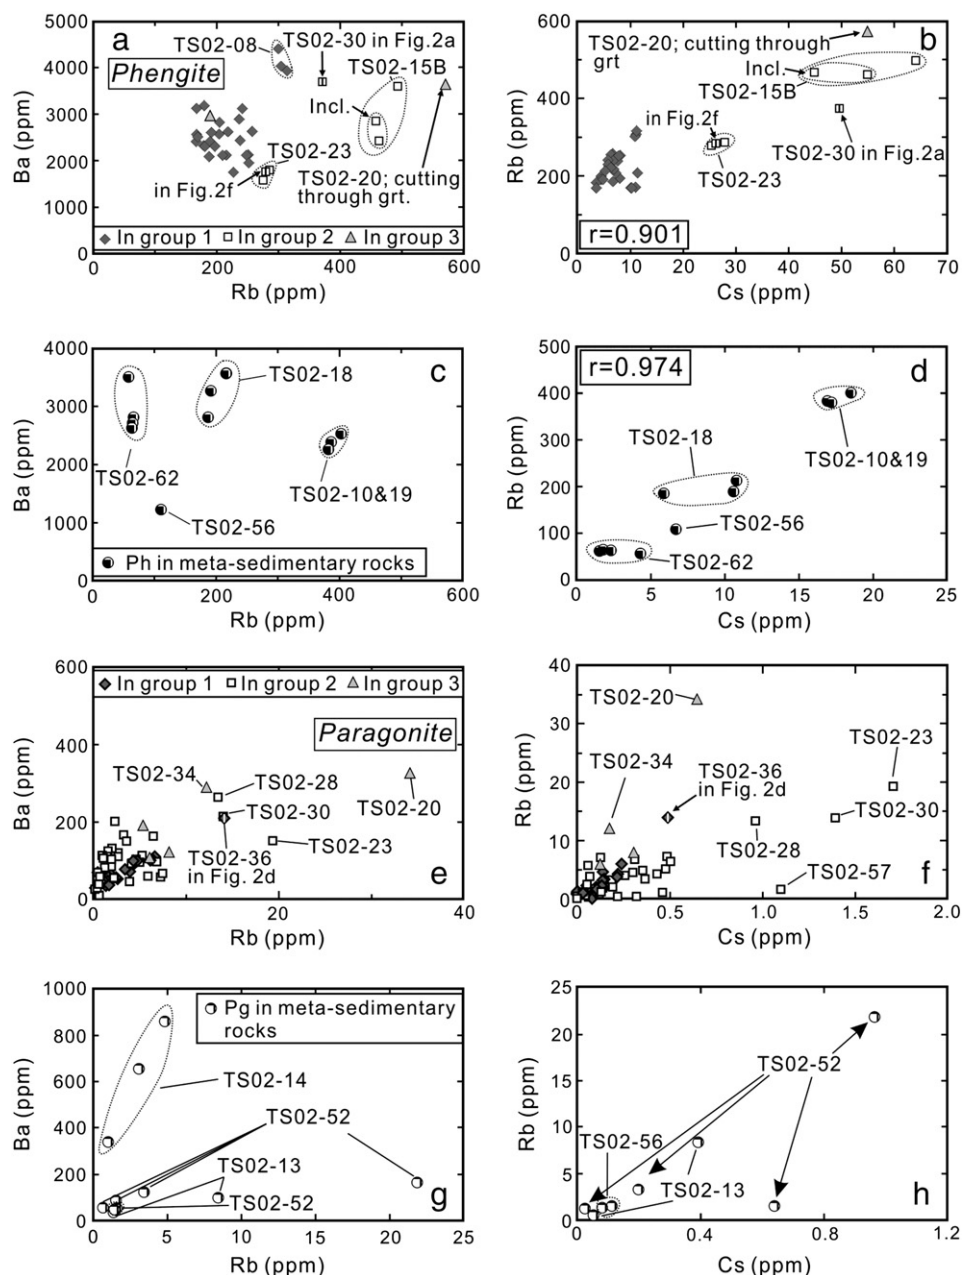 5000
4000
3000
2000
1000
0
Ba (ppm)
a
Phengite
TS02-08
TS02-30 in Fig.2a
TS02-15B
Incl.
TS02-23
in Fig.2f
TS02-20; cutting
through grt.
In group 1
In group 2
In group 3
0
200
400
600
Rb (ppm)
600
400
200
0
Rb (ppm)
b
TS02-20; cutting through
grt
Incl.
TS02-15B
in Fig.2f
TS02-30 in Fig.2a
TS02-23
r=0.901
0
10
20
30
40
50
60
70
Cs (ppm)
4000
3000
2000
1000
0
Ba (ppm)
c
TS02-18
TS02-62
TS02-10&19
TS02-56
Ph in meta-sedimentary rocks
0
200
400
600
Rb (ppm)
500
400
300
200
100
0
Rb (ppm)
r=0.974
d
TS02-18
TS02-10&19
TS02-56
TS02-62
0
5
10
15
20
25
Cs (ppm)
600
400
200
0
Ba (ppm)
In group 1
In group 2
In group 3
Paragonite
TS02-34
TS02-28
TS02-30
TS02-20
TS02-36
in Fig. 2d
TS02-23
e
0
20
40
Rb (ppm)
40
35
30
25
20
15
10
5
0
Rb (ppm)
TS02-20
TS02-34
TS02-36
in Fig. 2d
TS02-23
TS02-30
TS02-28
TS02-57
f
0
0.5
1.0
1.5
2.0
Cs (ppm)
1000
800
600
400
200
0
Ba (ppm)
Pg in meta-sedimentary
rocks
TS02-14
TS02-52
TS02-13
TS02-52
g
0
5
10
15
20
25
Rb (ppm)
25
20
15
10
5
0
Rb (ppm)
TS02-52
TS02-56
TS02-13
h
0
0.4
0.8
1.2
Cs (ppm)